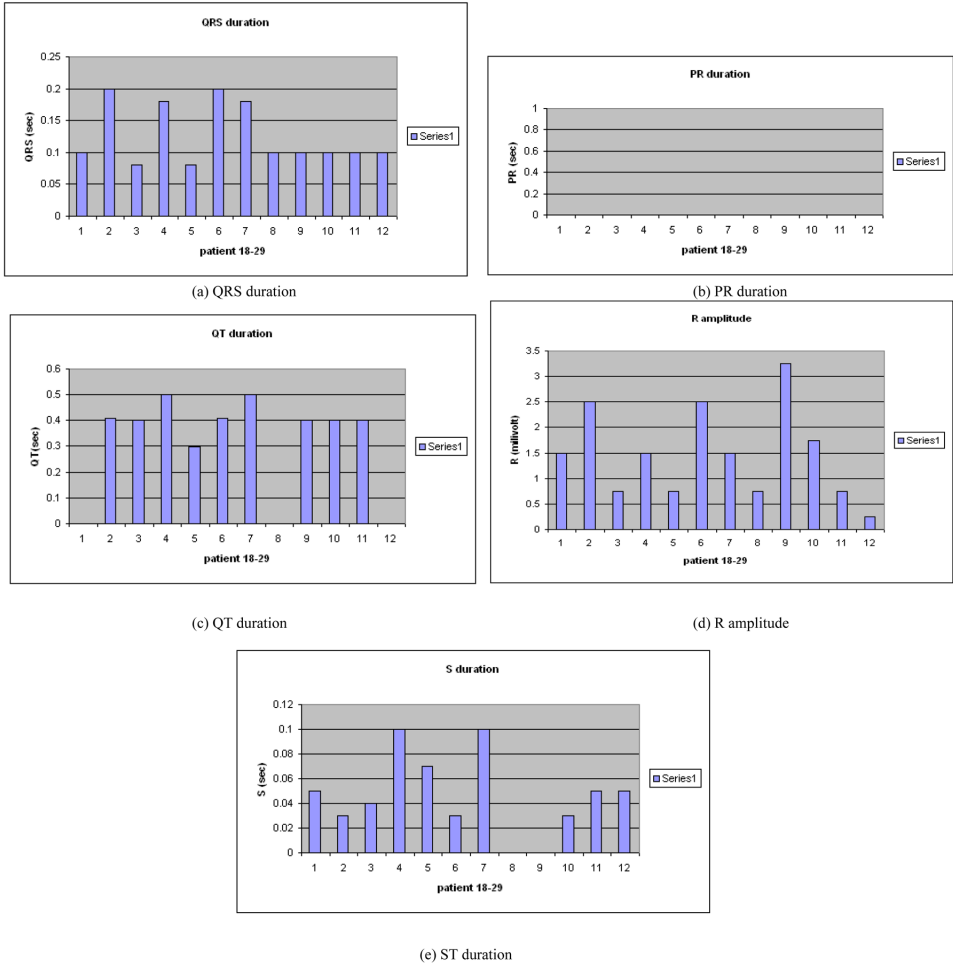 QRS duration
0.25
0.2
0.15
0.1
0.05
0
QRS (sec)
1 2 3 4 5 6 7 8 9 10 11 12
patient 18-29
Series1
(a) QRS duration
PR duration
1
0.8
0.6
0.4
0.2
0
PR (sec)
1 2 3 4 5 6 7 8 9 10 11 12
patient 18-29
Series1
(b) PR duration
QT duration
0.6
0.5
0.4
0.3
0.2
0.1
0
QT(sec)
1 2 3 4 5 6 7 8 9 10 11 12
patient 18-29
Series1
(c) QT duration
R amplitude
3.5
3
2.5
2
1.5
1
0.5
0
R (milivolt)
1 2 3 4 5 6 7 8 9 10 11 12
patient 18-29
Series1
(d) R amplitude
S duration
0.12
0.1
0.08
0.06
0.04
0.02
0
S (sec)
1 2 3 4 5 6 7 8 9 10 11 12
patient 18-29
Series1
(e) ST duration